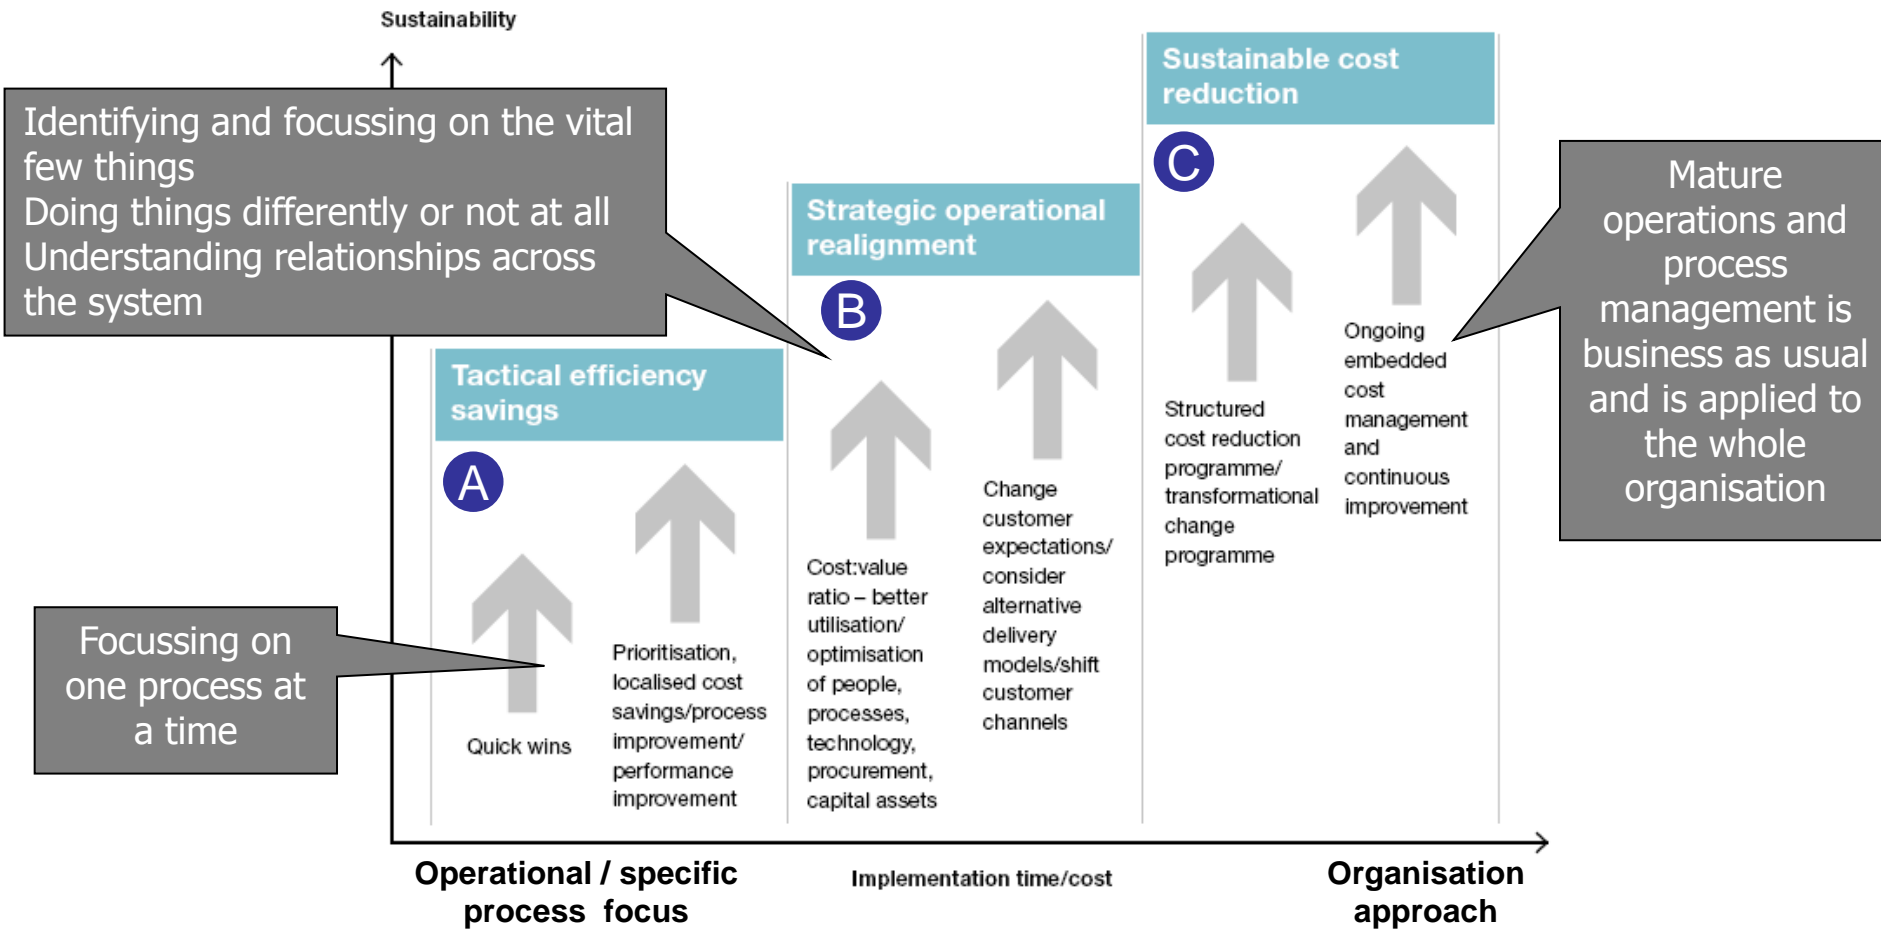 Sustainability
Identifying and focussing on the vital
few things
Doing things differently or not at all
Understanding relationships across
the system
Focussing on
one process at
a time
Tactical efficiency
savings
A
Quick wins
Prioritisation,
localised cost
savings/process
improvement/
performance
improvement
Strategic operational
realignment
B
Cost:value
ratio – better
utilisation/
optimisation
of people,
processes,
technology,
procurement,
capital assets
Change
customer
expectations/
consider
alternative
delivery
models/shift
customer
channels
Sustainable cost
reduction
C
Structured
cost reduction
programme/
transformational
change
programme
Ongoing
embedded
cost
management
and
continuous
improvement
Mature
operations and
process
management is
business as usual
and is applied to
the whole
organisation
Operational / specific
process focus
Implementation time/cost
Organisation
approach